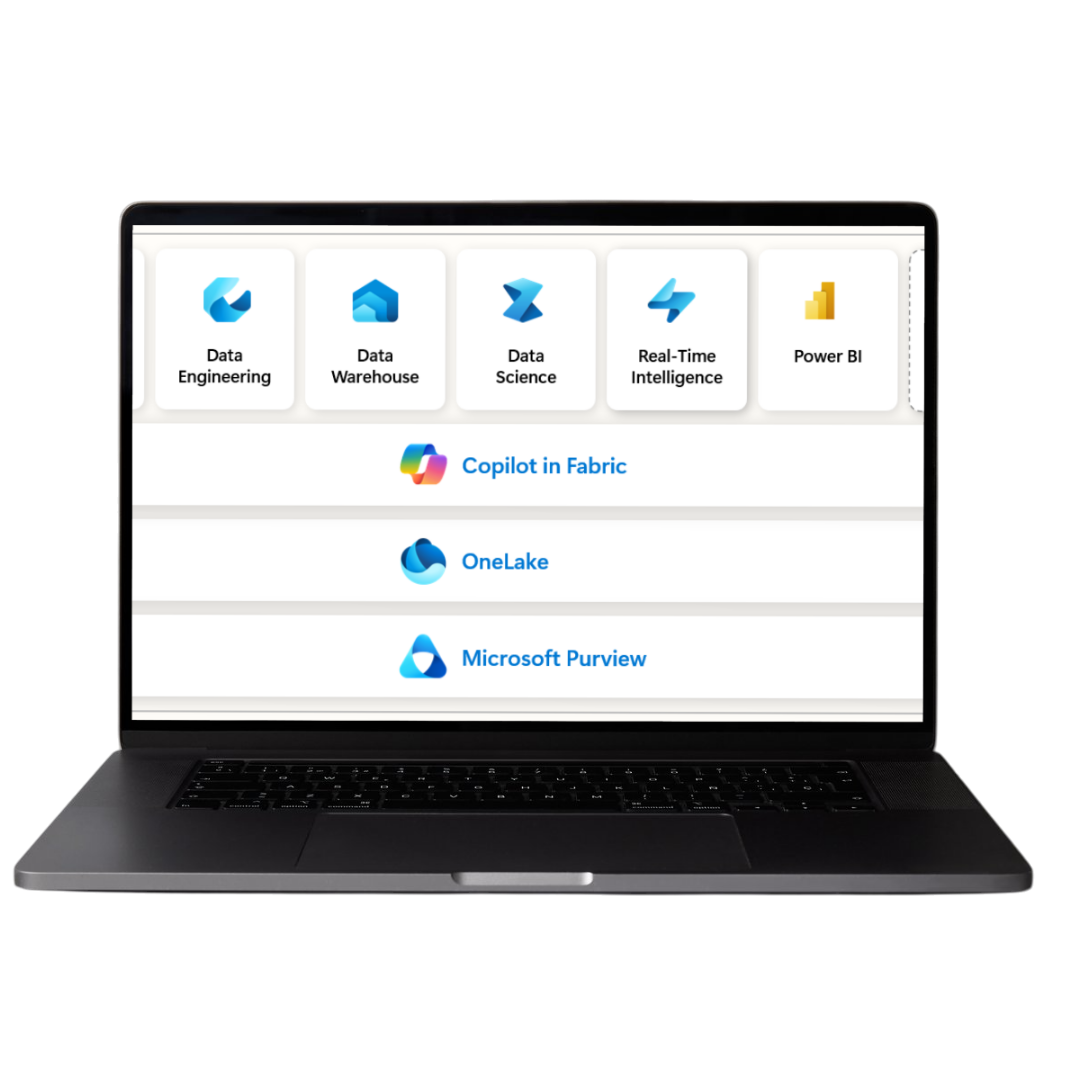 Data
Engineering
Data
Warehouse
Data
Science
Real-Time
Intelligence
Power BI
Copilot in Fabric
OneLake
Microsoft Purview